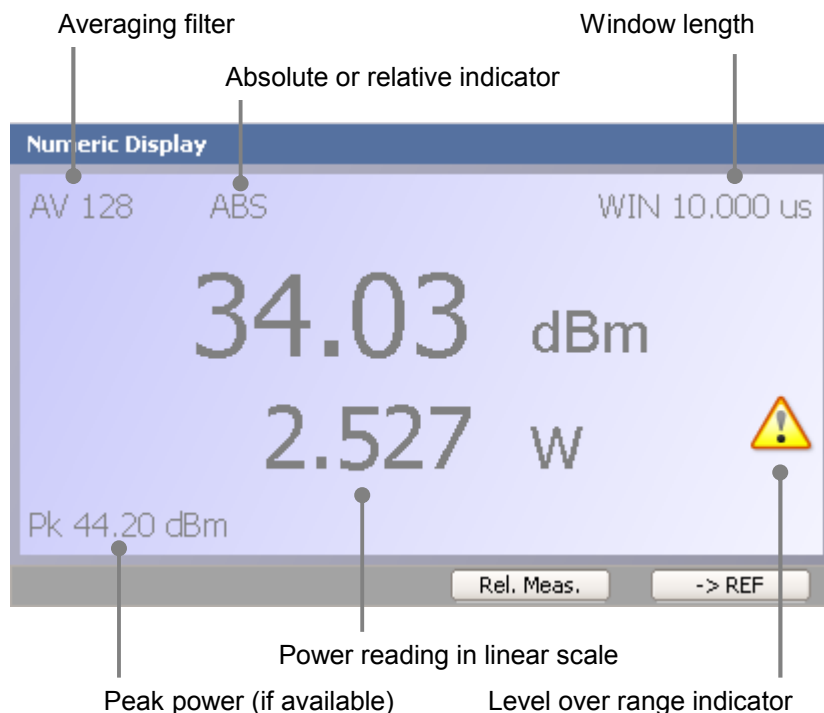 Averaging filter
Window length
Absolute or relative indicator
Numeric Display
AV 128 ABS WIN 10.000 us
34.03 dBm
2.527 W
Pk 44.20 dBm
Rel. Meas. -> REF
Power reading in linear scale
Peak power (if available) Level over range indicator